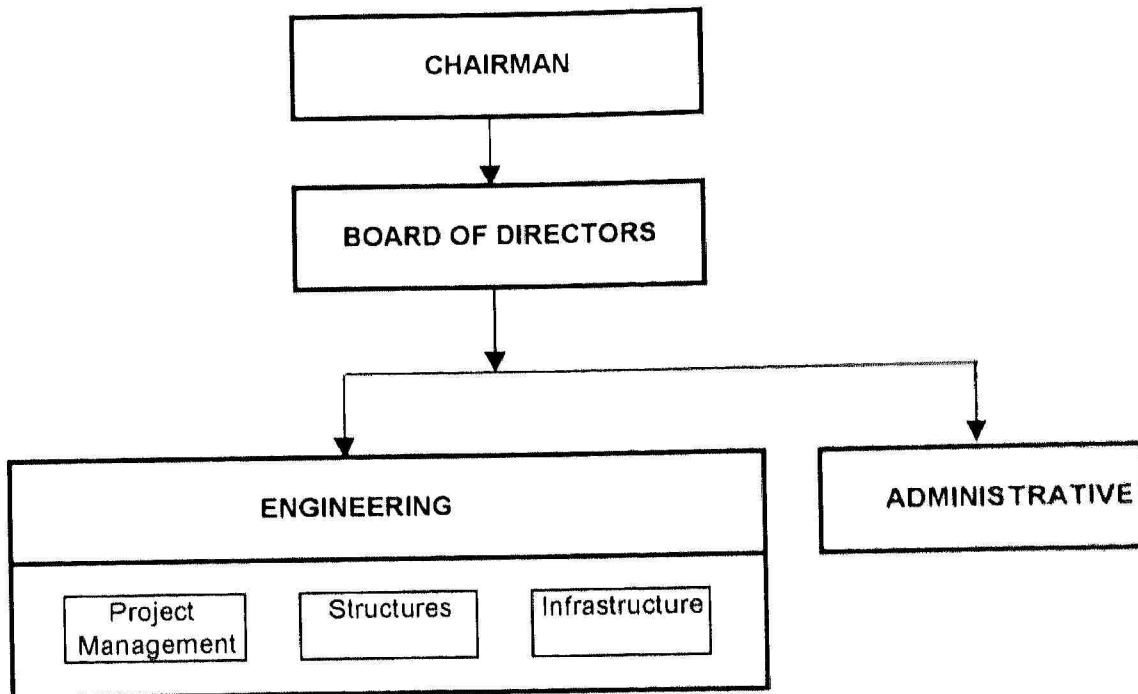 CHAIRMAN
BOARD OF DIRECTORS
ENGINEERING
ADMINISTRATIVE
Project
Management
Structures
Infrastructure